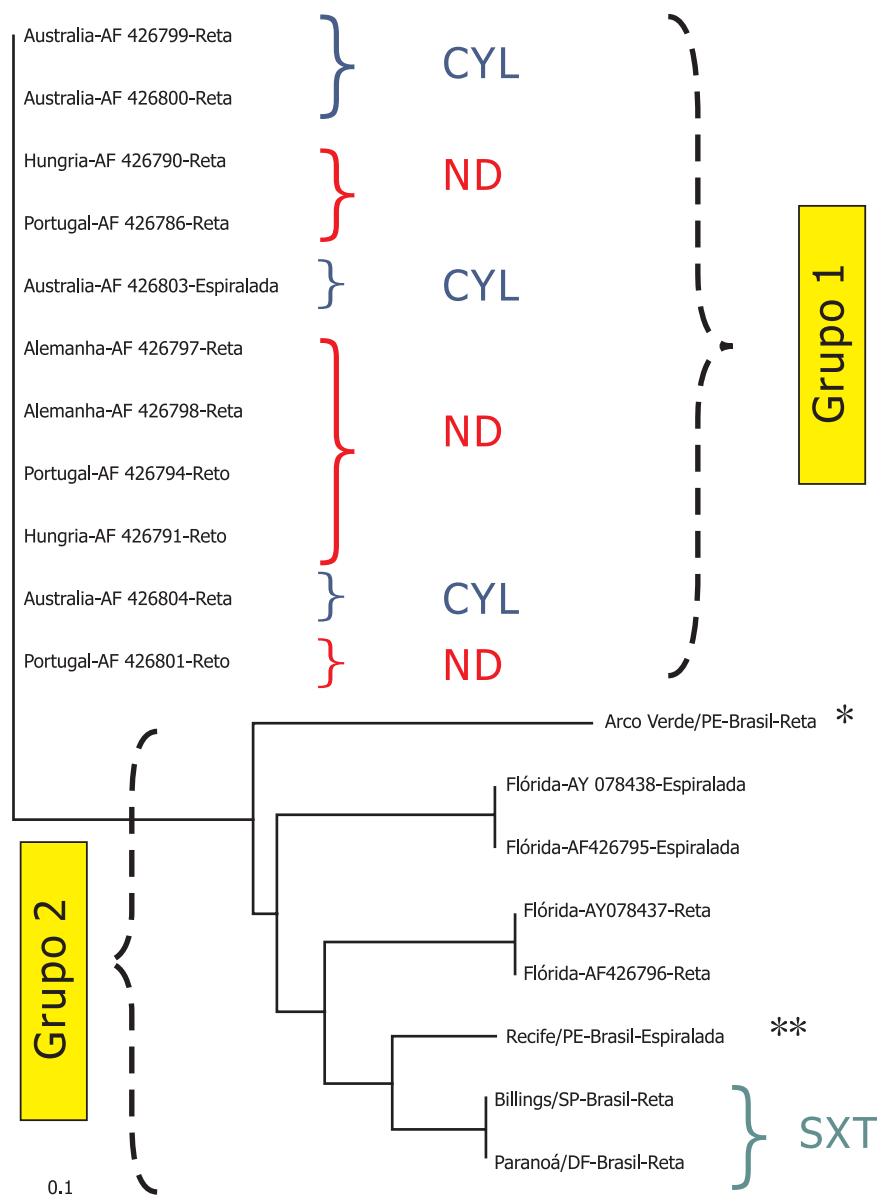 Australia-AF 426799-Reta
CYL
Australia-AF 426800-Reta
Hungria-AF 426790-Reta
ND
Portugal-AF 426786-Reta
Australia-AF 426803-Espiralada
CYL
Grupo 1
Alemanha-AF 426797-Reta
Alemanha-AF 426798-Reta
ND
Portugal-AF 426794-Reto
Hungria-AF 426791-Reto
Australia-AF 426804-Reta
CYL
Portugal-AF 426801-Reto
ND
Arco Verde/PE-Brasil-Reta *
Flórida-AY 078438-Espiralada
Flórida-AF426795-Espiralada
Grupo 2
Flórida-AY078437-Reta
Flórida-AF426796-Reta
Recife/PE-Brasil-Espiralada **
Billings/SP-Brasil-Reta
SXT
Paranoá/DF-Brasil-Reta
0.1